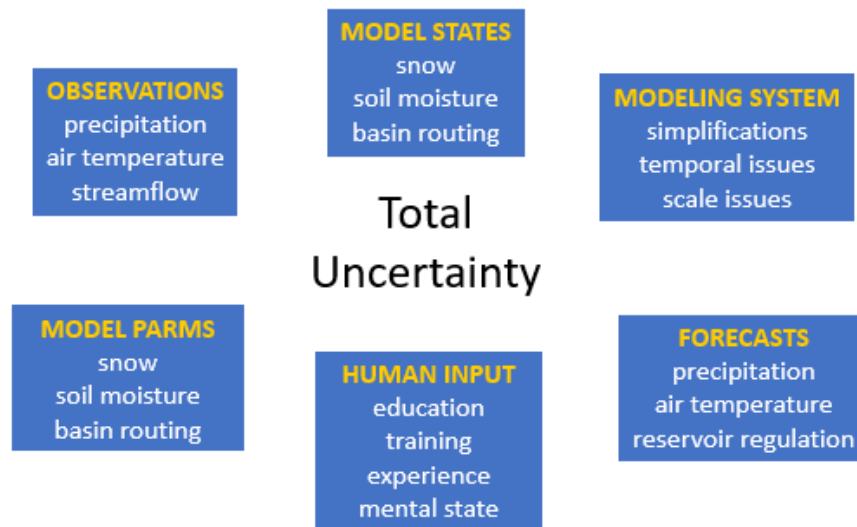 MODEL STATES
snow
soil moisture
basin routing
OBSERVATIONS
precipitation
air temperature
streamflow
MODELING SYSTEM
simplifications
temporal issues
scale issues
Total
Uncertainty
MODEL PARMS
snow
soil moisture
basin routing
HUMAN INPUT
education
training
experience
mental state
FORECASTS
precipitation
air temperature
reservoir regulation